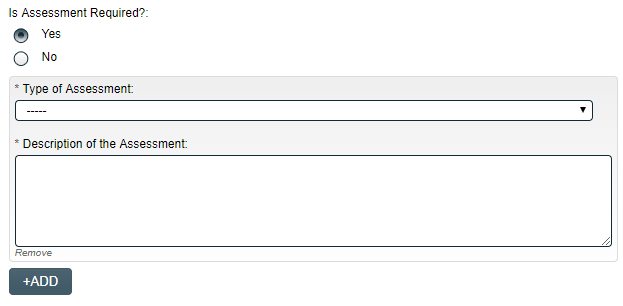 Is Assessment Required?:
Yes
No
* Type of Assessment:
-----
* Description of the Assessment:
Remove
+ADD